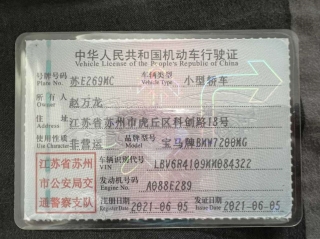 中华人民共和国机动车行驶证
Vehicle License of the People's Republic of China
号牌号码 Plate No. 苏E269MC 车辆类型 Vehicle Type 小型轿车
所有人 Owner 赵万龙
住址 Address 江苏省苏州市虎丘区科创路18号
使用性质 Use Character 非营运 品牌型号 Model 宝马牌BMW7200MG
江苏省苏州
市公安局交
通警察支队
车辆识别代号 VIN LBV6R4109KM084322
发动机号码 Engine No. A088E289
注册日期 Register Date 2021-06-05 发证日期 Issue Date 2021-06-05